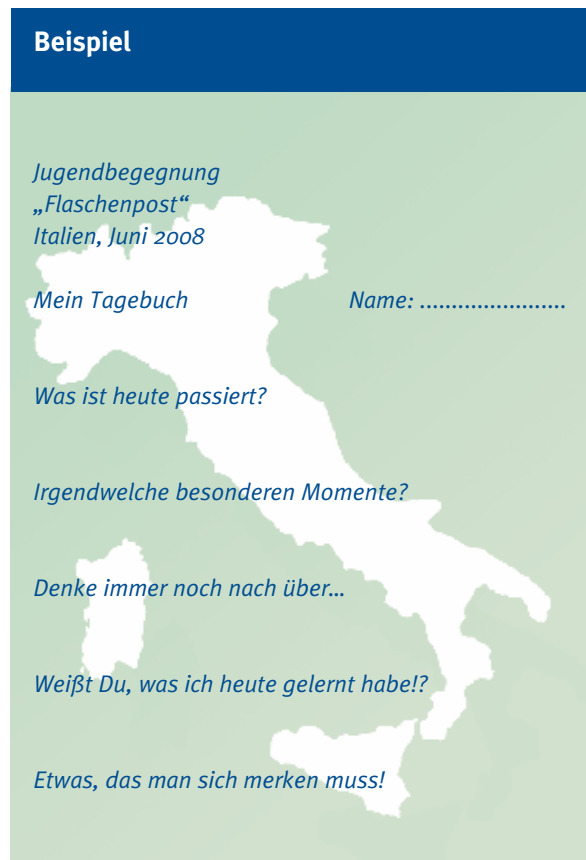 Beispiel
Jugendbegegnung
„Flaschenpost“
Italien, Juni 2008
Mein Tagebuch Name: .......................
Was ist heute passiert?
Irgendwelche besonderen Momente?
Denke immer noch nach über...
Weißt Du, was ich heute gelernt habe!?
Etwas, das man sich merken muss!